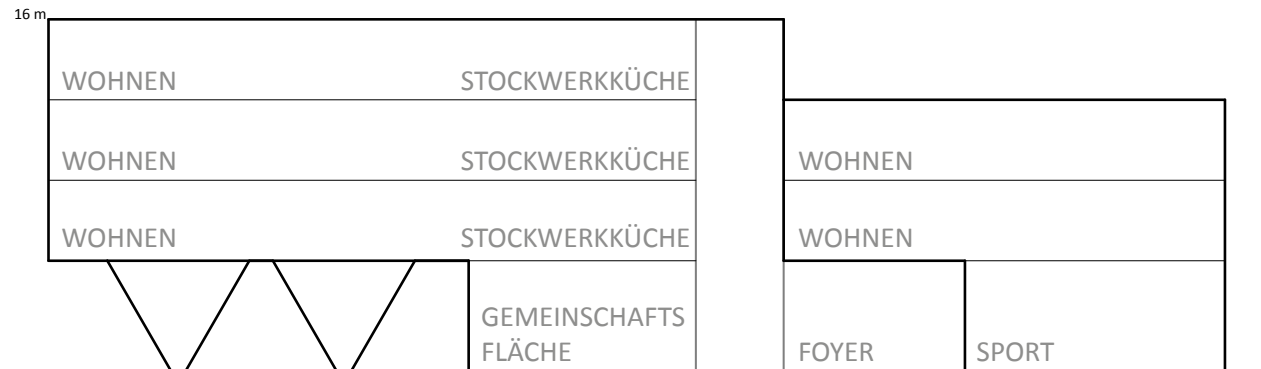 16 m
WOHNEN STOCKWERKKÜCHE
WOHNEN STOCKWERKKÜCHE WOHNEN
WOHNEN STOCKWERKKÜCHE WOHNEN
GEMEINSCHAFTS
FLÄCHE FOYER SPORT